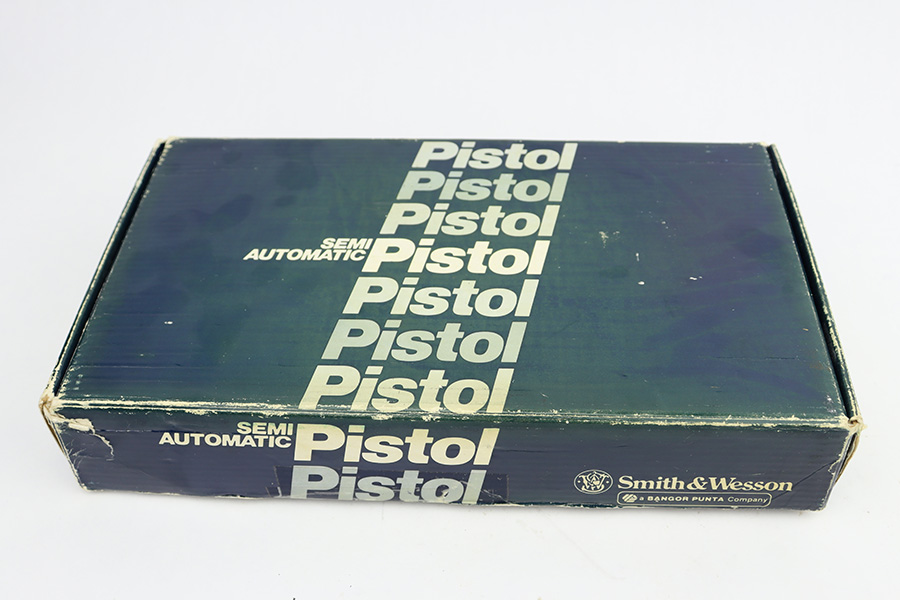 Pistol
Pistol
Pistol
SEMI
AUTOMATIC Pistol
Pistol
Pistol
Pistol
SEMI
AUTOMATIC Pistol
Pistol
Smith & Wesson
a BANGOR PUNTA Company